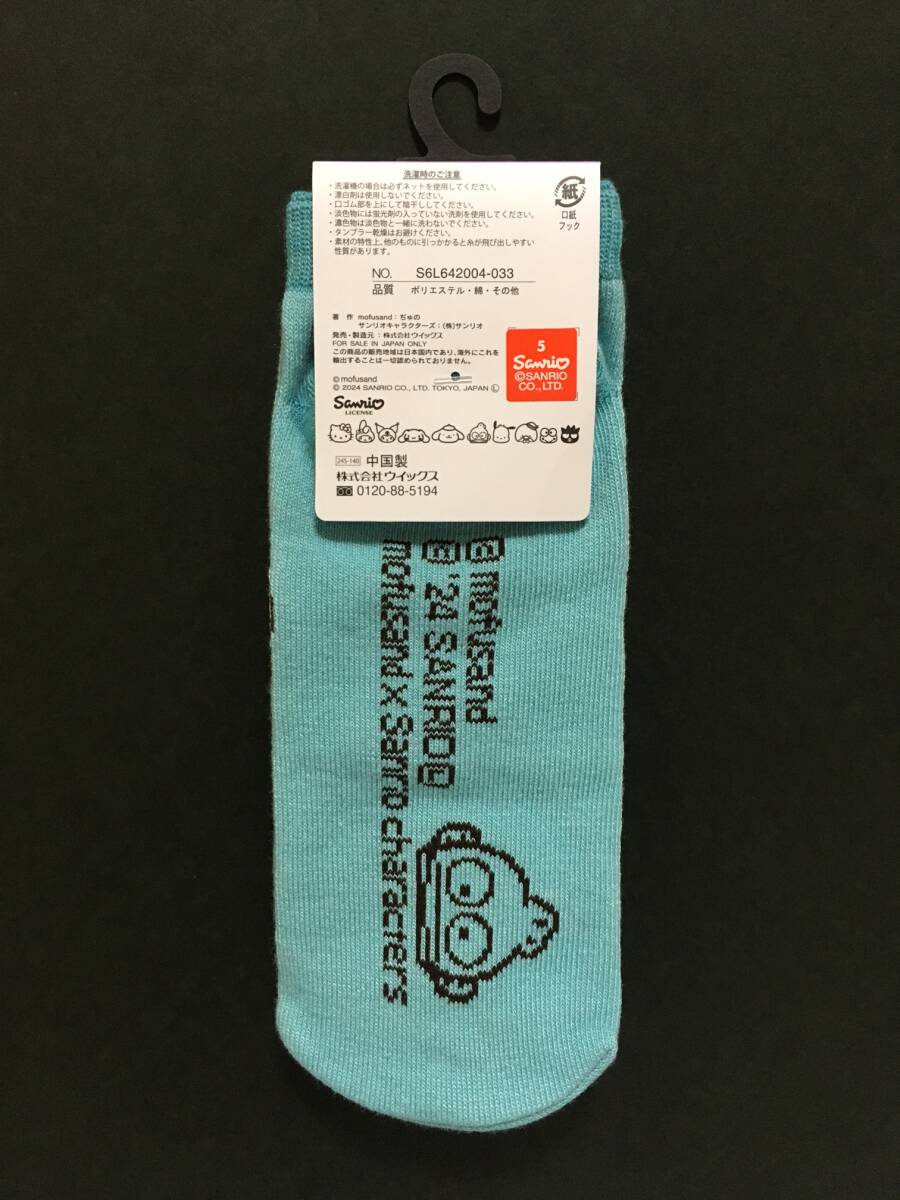 洗濯時のご注意
・洗濯機の場合は必ずネットを使用してください。
・漂白剤は使用しないでください。
・口ゴム部を上にして陰干ししてください。
・淡色物には蛍光剤の入っていない洗剤を使用してください。
・濃色物は淡色物と一緒に洗わないでください。
・タンブラー乾燥はお避けください。
・素材の特性上、他のものに引っかかると糸が飛び出しやすい
性質があります。
紙
口紙
フック
NO. S6L642004-033
品質 ポリエステル・綿・その他
著 作 mofusand：ぢゅの
サンリオキャラクターズ：(株)サンリオ
発売・製造元：株式会社ウイックス
FOR SALE IN JAPAN ONLY
この商品の販売地域は日本国内であり、海外にこれを
輸出することは一切認められておりません。
5
Sanrio
©SANRIO
CO., LTD.
©mofusand
© 2024 SANRIO CO., LTD. TOKYO, JAPAN Ⓛ
Sanrio
LICENSE
245-140 中国製
株式会社ウイックス
0120-88-5194
© mofusand
© '24 SANRIO Ⓛ
mofusand x Sanrio characters